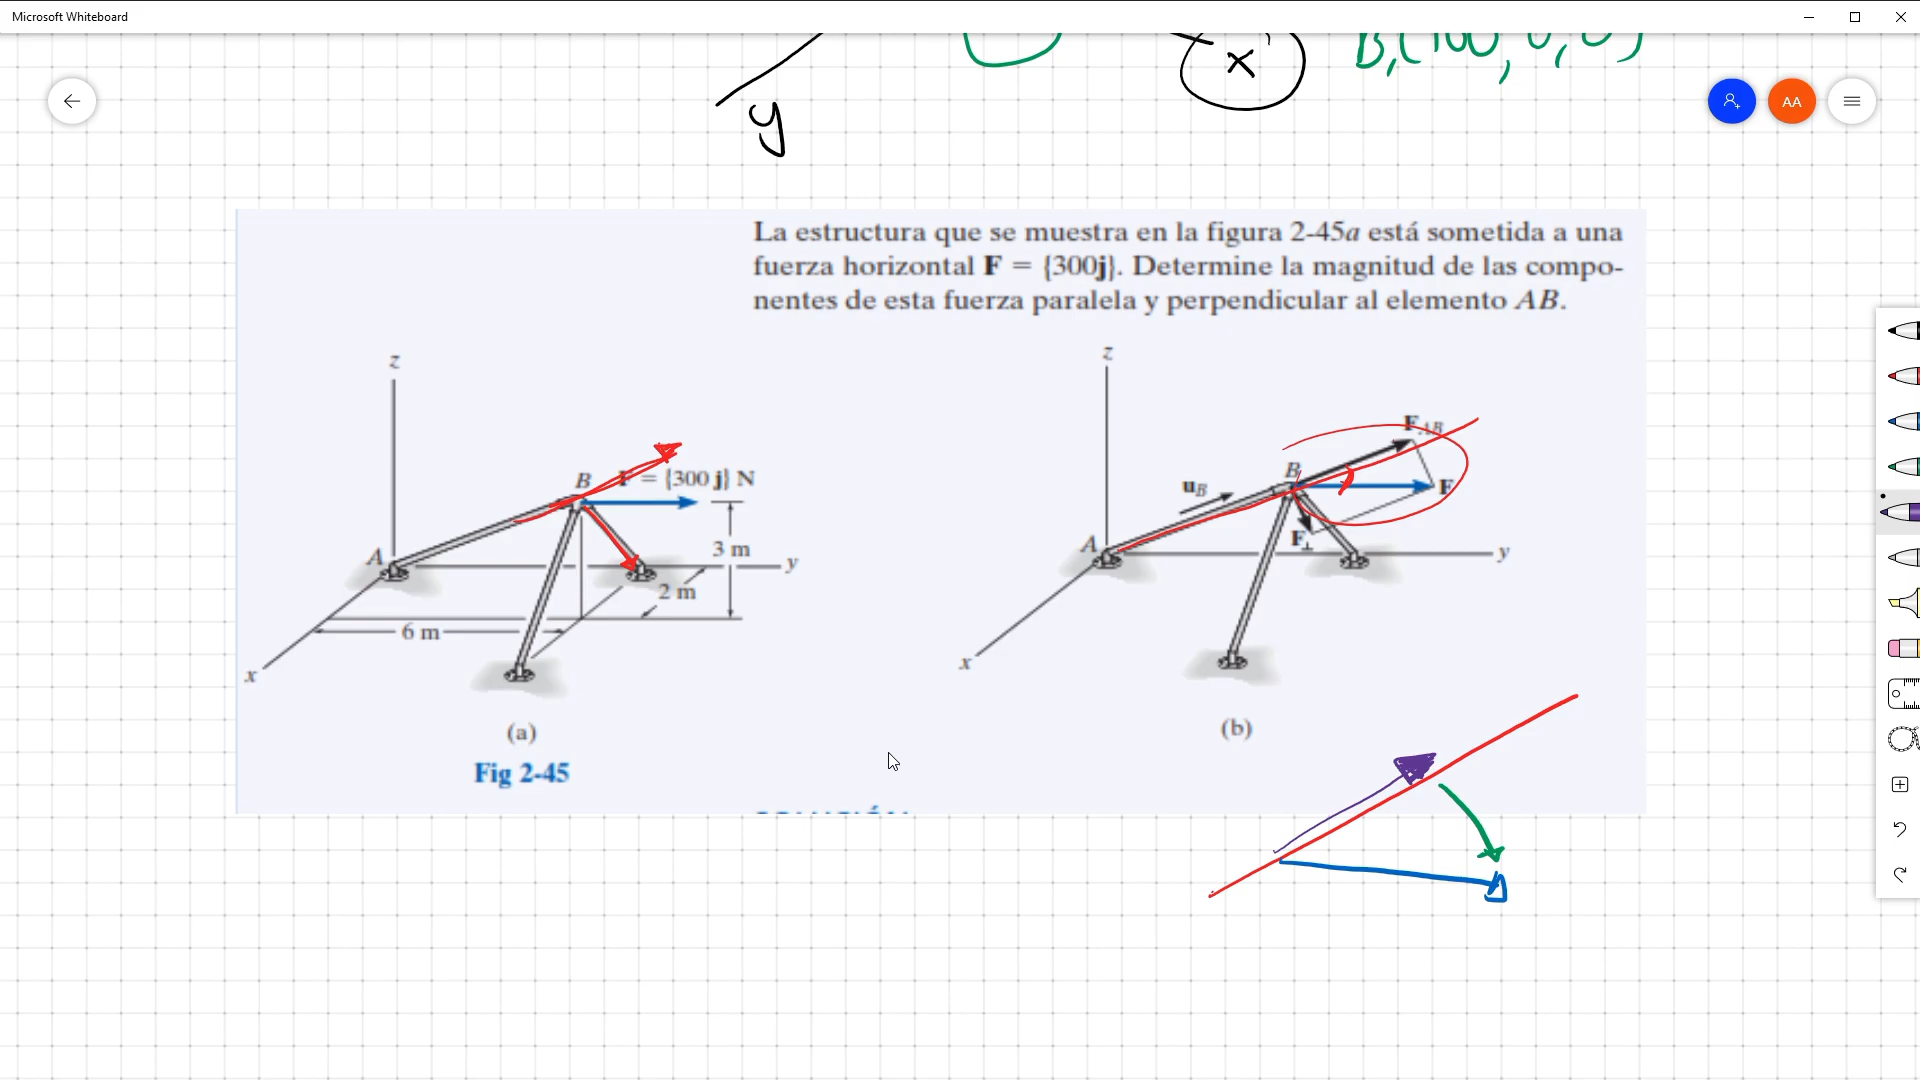 Microsoft Whiteboard
x
y
AA
La estructura que se muestra en la figura 2-45a está sometida a una
fuerza horizontal F = {300j}. Determine la magnitud de las compo-
nentes de esta fuerza paralela y perpendicular al elemento AB.
z
B
= {300 j} N
A
3 m
y
2 m
6 m
x
(a)
Fig 2-45
z
F_AB
B
u_B
F
A
F⊥
y
x
(b)